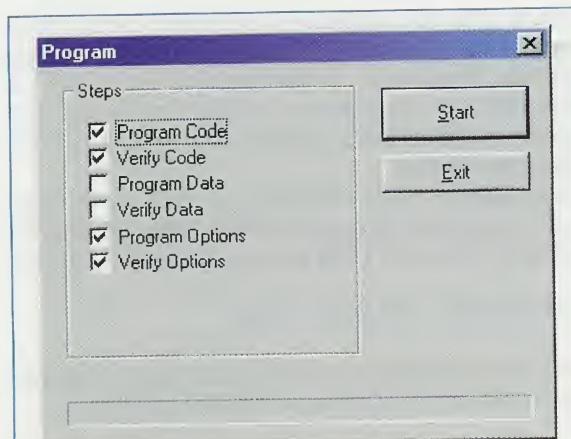 Program
Steps
Program Code
Verify Code
Program Data
Verify Data
Program Options
Verify Options
Start
Exit